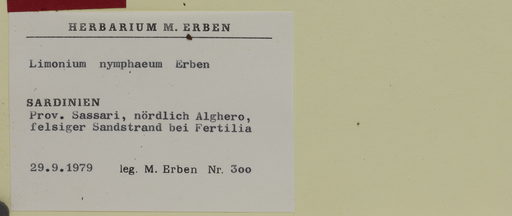 HERBARIUM M. ERBEN
Limonium nymphaeum Erben
SARDINIEN
Prov. Sassari, nördlich Alghero,
felsiger Sandstrand bei Fertilia
29.9.1979 leg. M. Erben Nr. 300